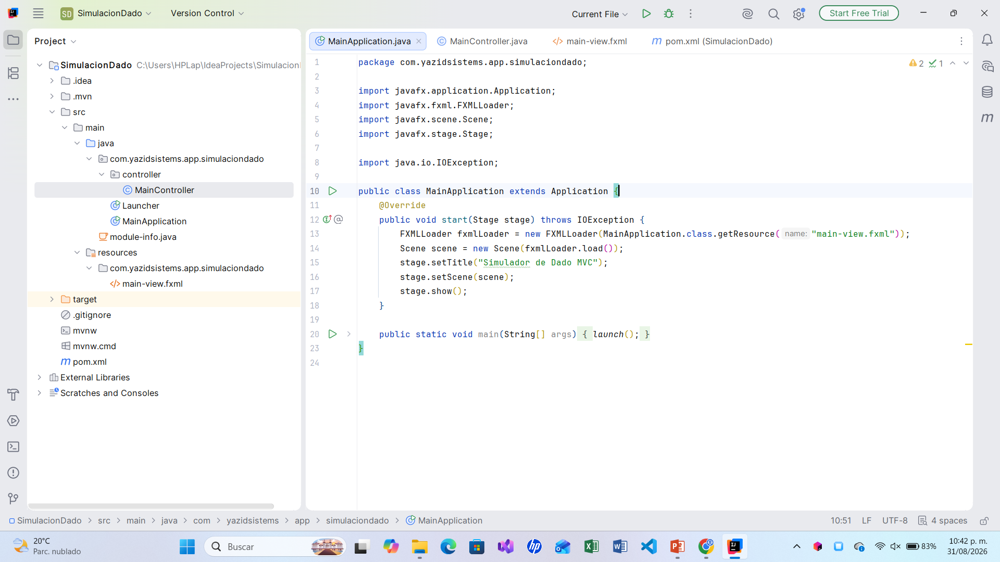 SD SimulacionDado Version Control Current File Start Free Trial
Project
MainApplication.java MainController.java main-view.fxml pom.xml (SimulacionDado)
SimulacionDado C:\Users\HPLap\IdeaProjects\Simulacion
.idea
.mvn
src
main
java
com.yazidsistems.app.simulaciondado
controller
MainController
Launcher
MainApplication
module-info.java
resources
com.yazidsistems.app.simulaciondado
main-view.fxml
target
.gitignore
mvnw
mvnw.cmd
pom.xml
External Libraries
Scratches and Consoles
2 1
1 package com.yazidsistems.app.simulaciondado;
2
3 import javafx.application.Application;
4 import javafx.fxml.FXMLLoader;
5 import javafx.scene.Scene;
6 import javafx.stage.Stage;
7
8 import java.io.IOException;
9
10 public class MainApplication extends Application {
11 @Override
12 public void start(Stage stage) throws IOException {
13 FXMLLoader fxmlLoader = new FXMLLoader(MainApplication.class.getResource( name: "main-view.fxml"));
14 Scene scene = new Scene(fxmlLoader.load());
15 stage.setTitle("Simulador de Dado MVC");
16 stage.setScene(scene);
17 stage.show();
18 }
19
20 public static void main(String[] args) { launch(); }
23 }
24
SimulacionDado src main java com yazidsistems app simulaciondado MainApplication 10:51 LF UTF-8 4 spaces
20°C
Parc. nublado
Buscar
83%
10:42 p. m.
31/08/2026